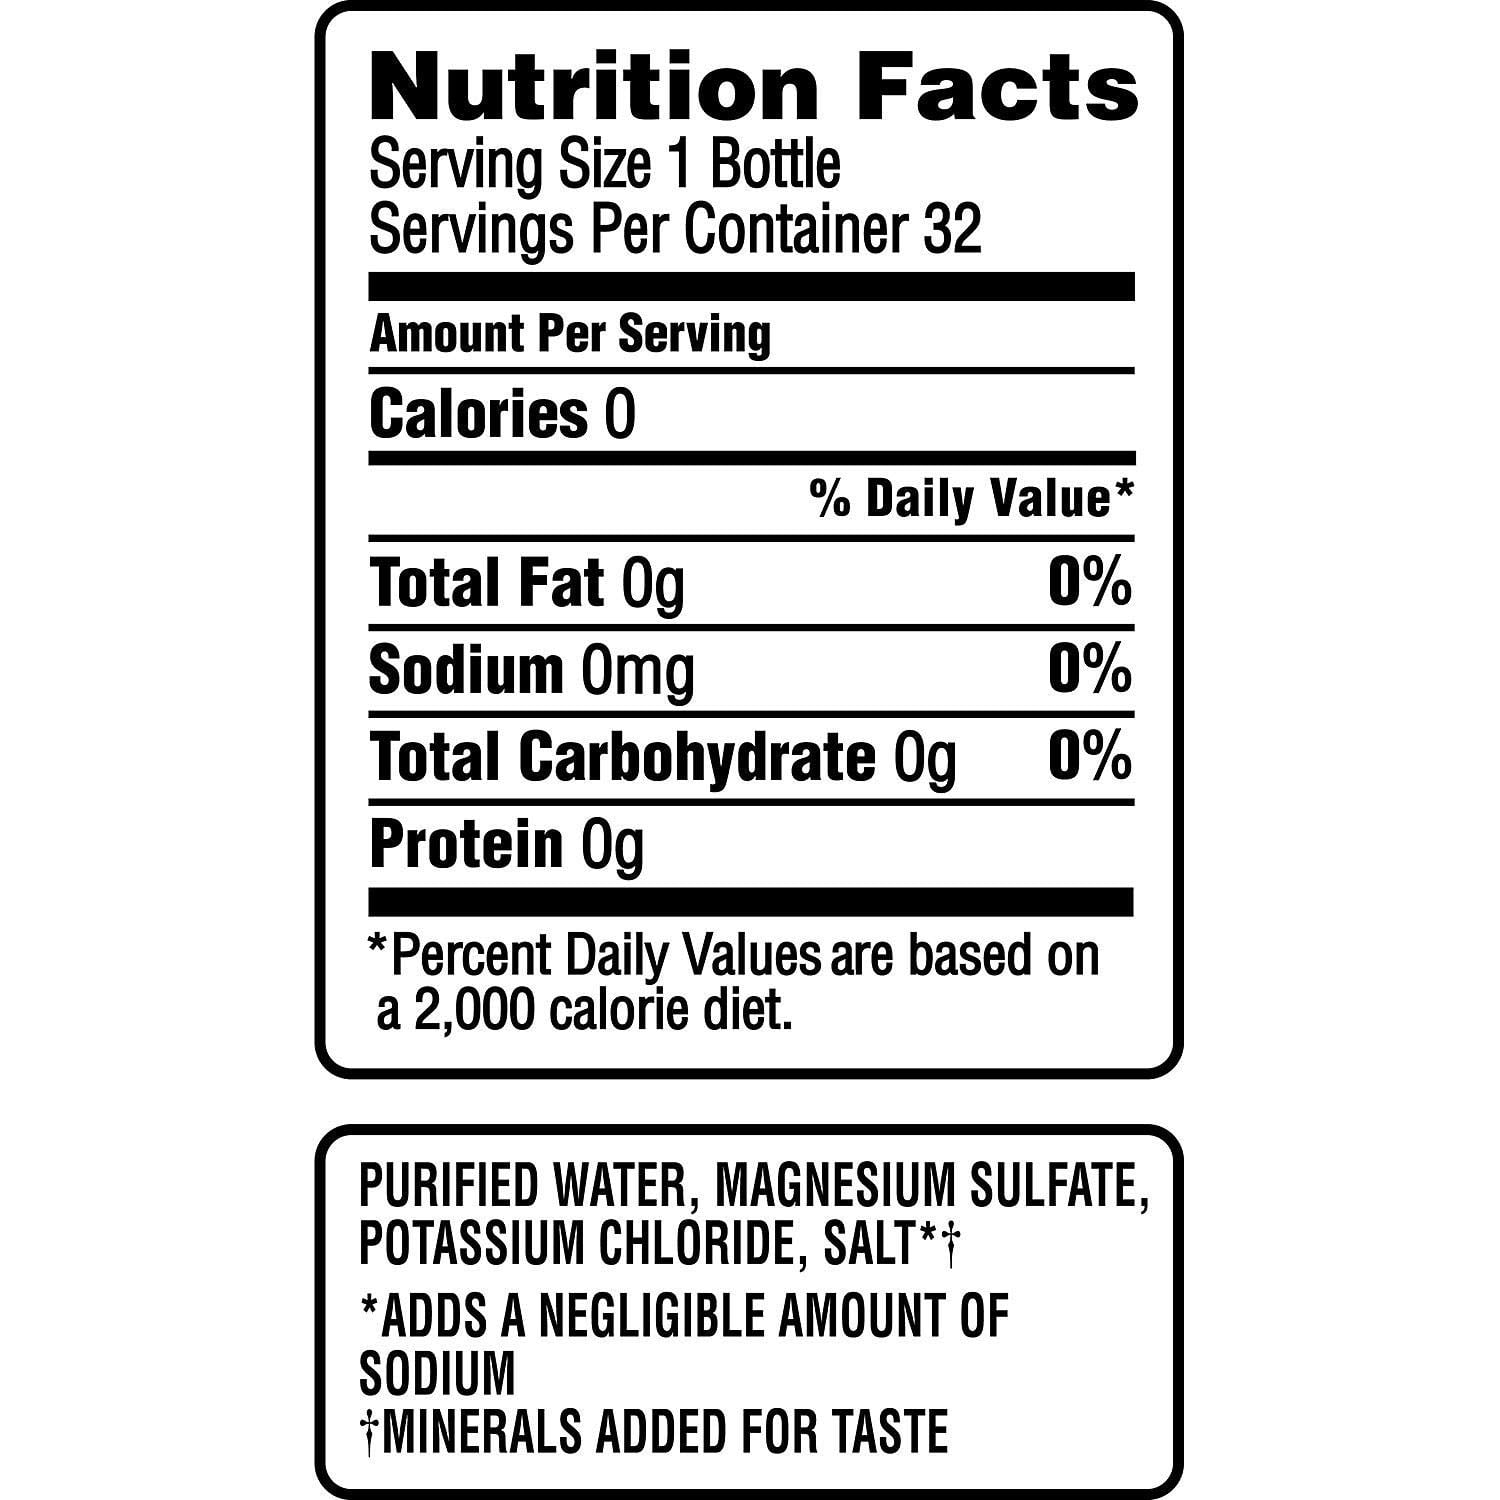 Nutrition Facts
Serving Size 1 Bottle
Servings Per Container 32
Amount Per Serving
Calories 0
% Daily Value*
Total Fat 0g 0%
Sodium 0mg 0%
Total Carbohydrate 0g 0%
Protein 0g
*Percent Daily Values are based on
a 2,000 calorie diet.
PURIFIED WATER, MAGNESIUM SULFATE,
POTASSIUM CHLORIDE, SALT*†
*ADDS A NEGLIGIBLE AMOUNT OF
SODIUM
†MINERALS ADDED FOR TASTE